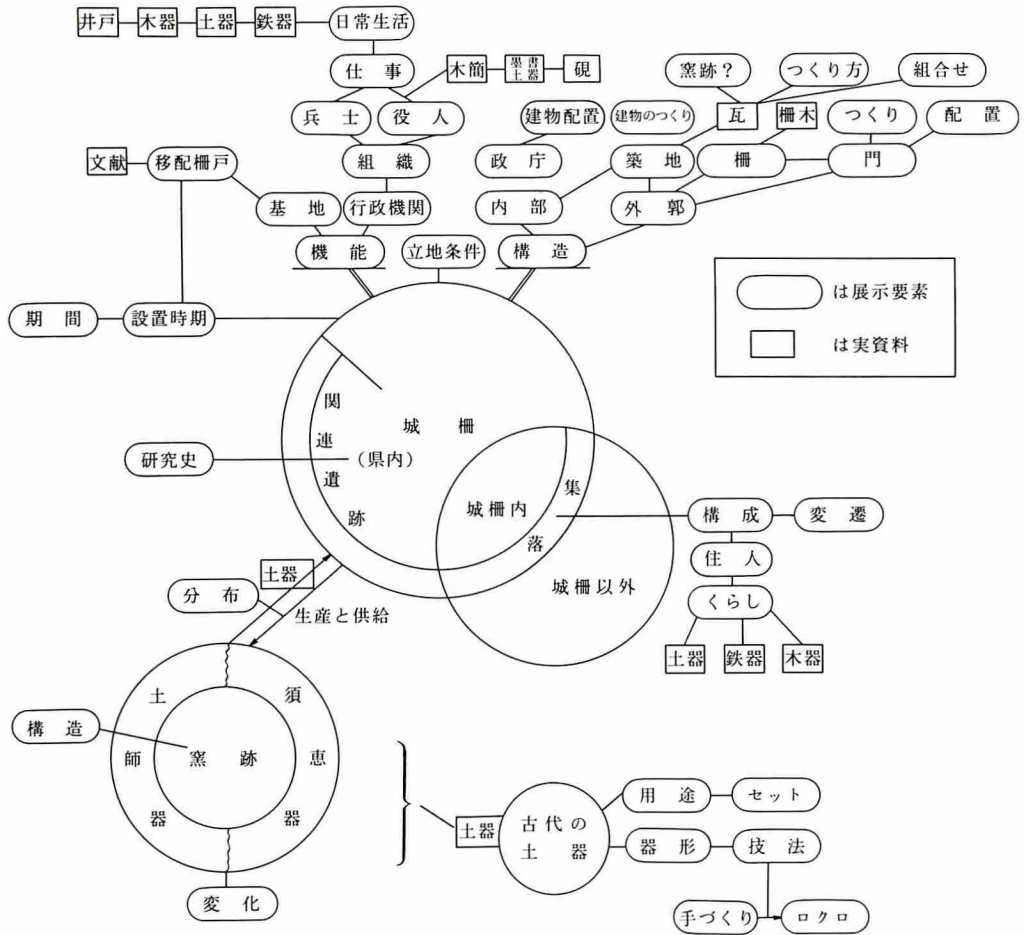 井戸
木器
土器
鉄器
日常生活
仕事
木簡
墨書
土器
硯
兵士
役人
組織
文献
移配柵戸
基地
行政機関
機能
立地条件
窯跡？
つくり方
組合せ
建物配置
建物のつくり
瓦
柵木
つくり
配置
政庁
築地
柵
門
内部
外郭
構造
期間
設置時期
は展示要素
は実資料
関連遺跡
城柵
（県内）
研究史
城柵内
集落
城柵以外
構成
変遷
住人
くらし
土器
鉄器
木器
土器
分布
生産と供給
土師器
須恵器
構造
窯跡
変化
土器
古代の
土器
用途
セット
器形
技法
手づくり
ロクロ